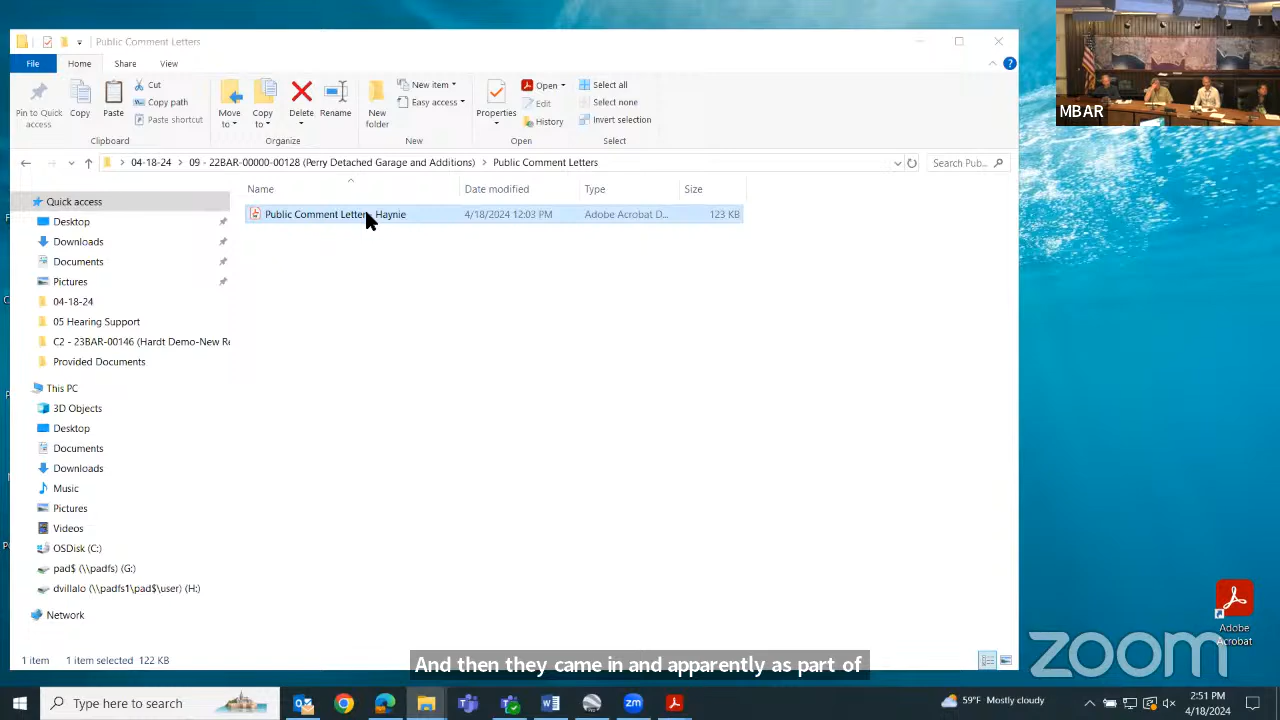 Public Comment Letters
File
Home
Share
View
Pin to Quick access
Copy
Paste
Cut
Copy path
Paste shortcut
Clipboard
Move to
Copy to
Delete
Rename
Organize
New folder
New item
Easy access
New
Properties
Open
Edit
History
Open
Select all
Select none
Invert selection
Select
04-18-24 > 09 - 22BAR-00000-00128 (Perry Detached Garage and Additions) > Public Comment Letters
Search Pub...
Name Date modified Type Size
Public Comment Letter Haynie 4/18/2024 12:03 PM Adobe Acrobat D... 123 KB
Quick access
Desktop
Downloads
Documents
Pictures
04-18-24
05 Hearing Support
C2 - 23BAR-00146 (Hardt Demo-New Re
Provided Documents
This PC
3D Objects
Desktop
Documents
Downloads
Music
Pictures
Videos
OSDisk (C:)
pad$ (\\padfs) (G:)
dvillalo (\\padfs1\pad$\user) (H:)
Network
1 item 1 item selected 122 KB
And then they came in and apparently as part of
MBAR
Adobe Acrobat
zoom
Type here to search
59°F Mostly cloudy
2:51 PM
4/18/2024